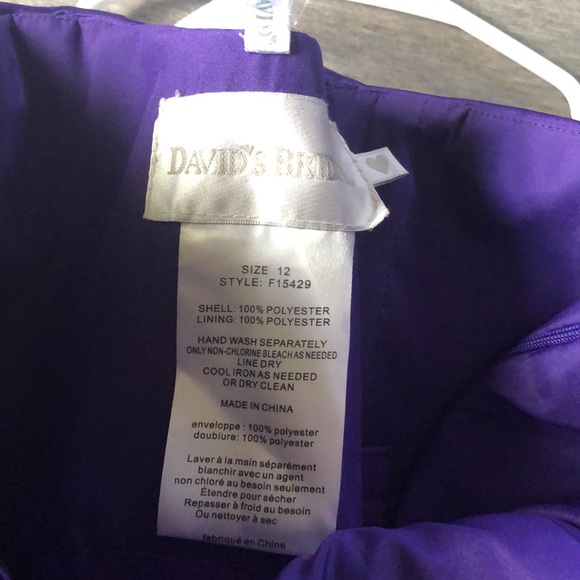 DAVID'S
SIZE 12
STYLE: F15429
SHELL: 100% POLYESTER
LINING: 100% POLYESTER
HAND WASH SEPARATELY
ONLY NON-CHLORINE BLEACH AS NEEDED
LINE DRY
COOL IRON AS NEEDED
OR DRY CLEAN
MADE IN CHINA
enveloppe : 100% polyester
doublure: 100% polyester
Laver à la main séparément
blanchir avec un agent
non chloré au besoin seulement
Étendre pour sécher
Repasser à froid au besoin
Ou nettoyer à sec
fabriqué en Chine